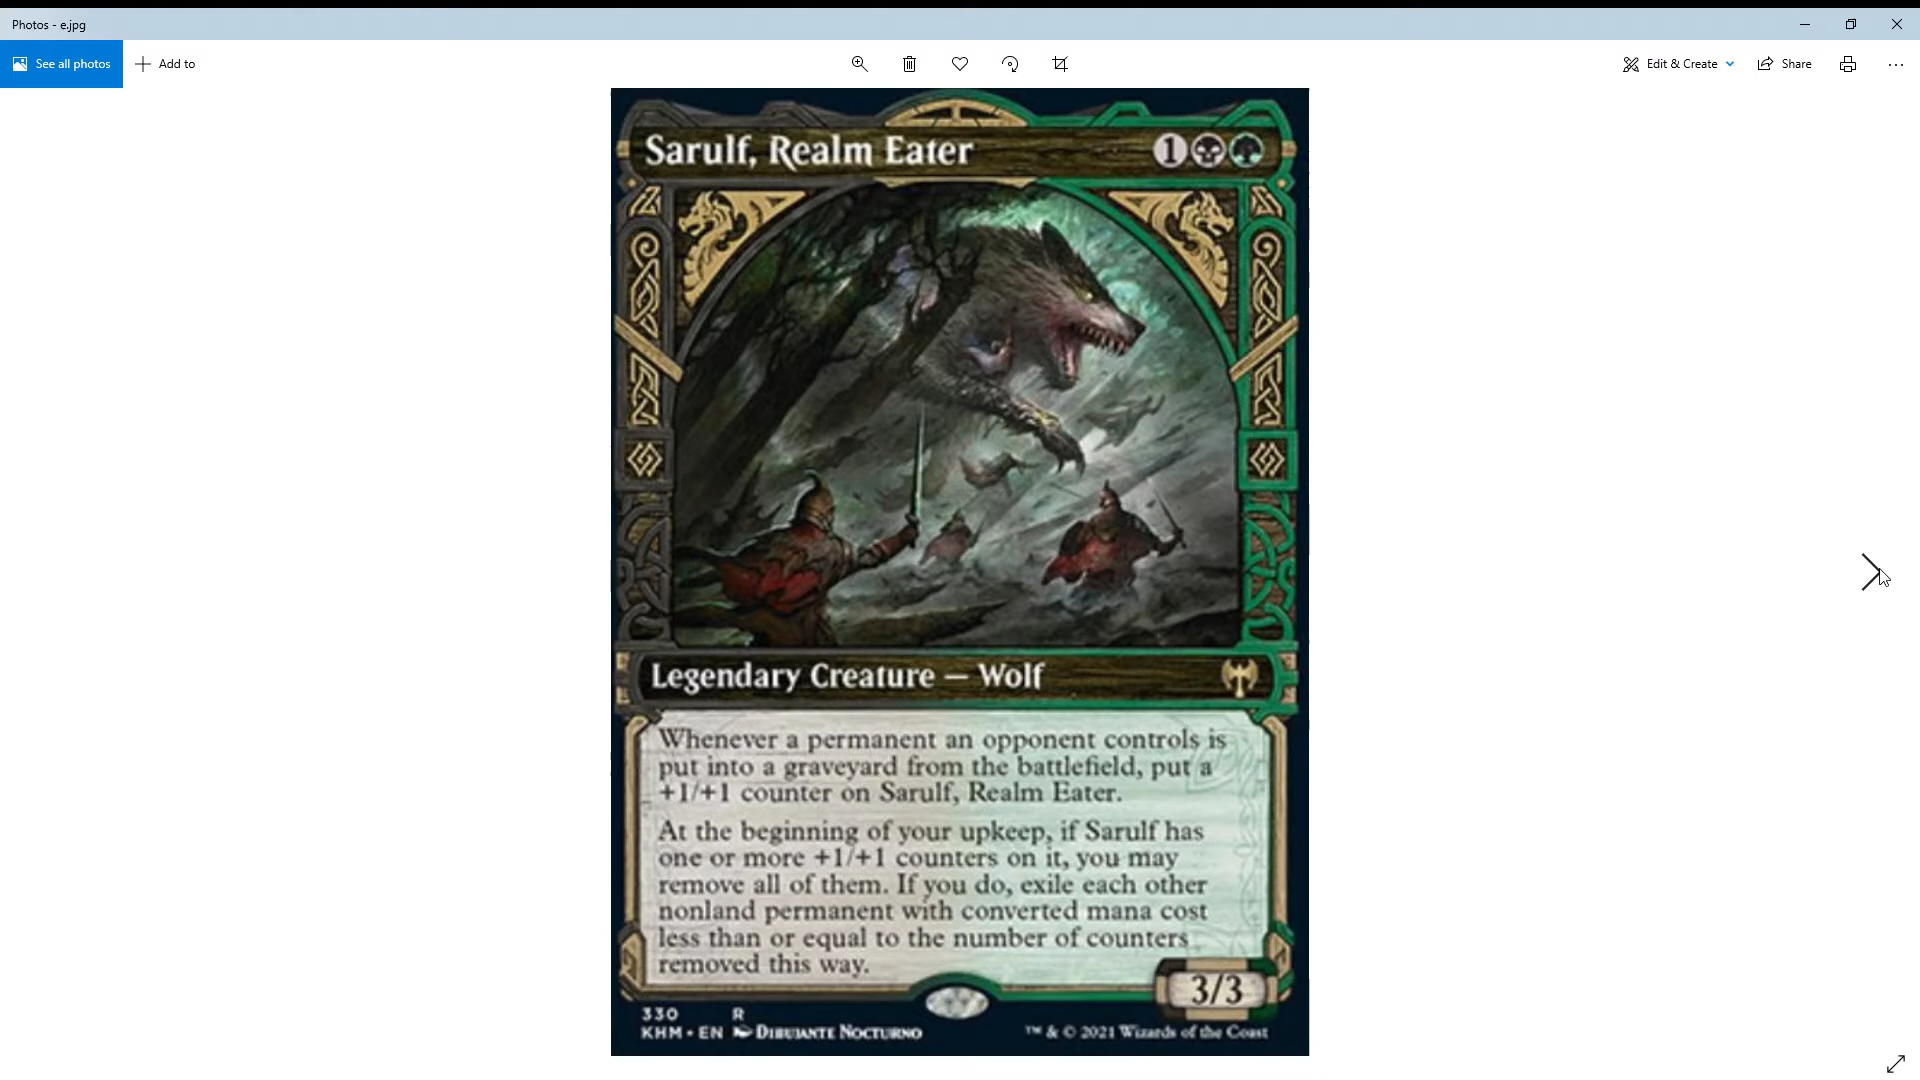 Photos - e.jpg
See all photos
Add to
Edit & Create
Share
Sarulf, Realm Eater
1
Legendary Creature — Wolf
Whenever a permanent an opponent controls is
put into a graveyard from the battlefield, put a
+1/+1 counter on Sarulf, Realm Eater.
At the beginning of your upkeep, if Sarulf has
one or more +1/+1 counters on it, you may
remove all of them. If you do, exile each other
nonland permanent with converted mana cost
less than or equal to the number of counters
removed this way.
3/3
330 R
KHM • EN Dibujante Nocturno
™ & © 2021 Wizards of the Coast